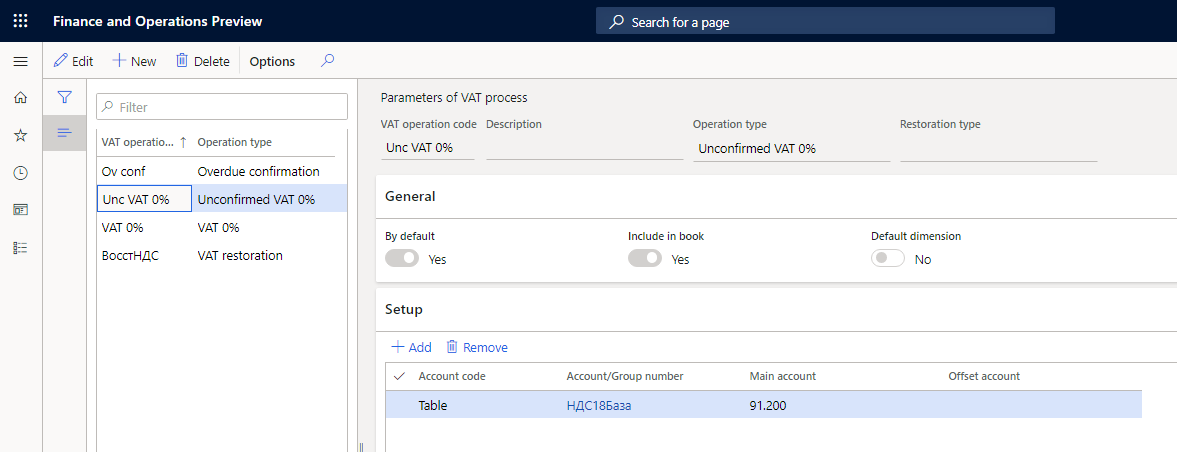 Finance and Operations Preview
Search for a page
Edit
New
Delete
Options
Filter
VAT operatio... ↑ Operation type
Ov conf Overdue confirmation
Unc VAT 0% Unconfirmed VAT 0%
VAT 0% VAT 0%
ВосстНДС VAT restoration
Parameters of VAT process
VAT operation code Description Operation type Restoration type
Unc VAT 0% Unconfirmed VAT 0%
General
By default Include in book Default dimension
Yes Yes No
Setup
Add Remove
Account code Account/Group number Main account Offset account
Table НДС18База 91.200